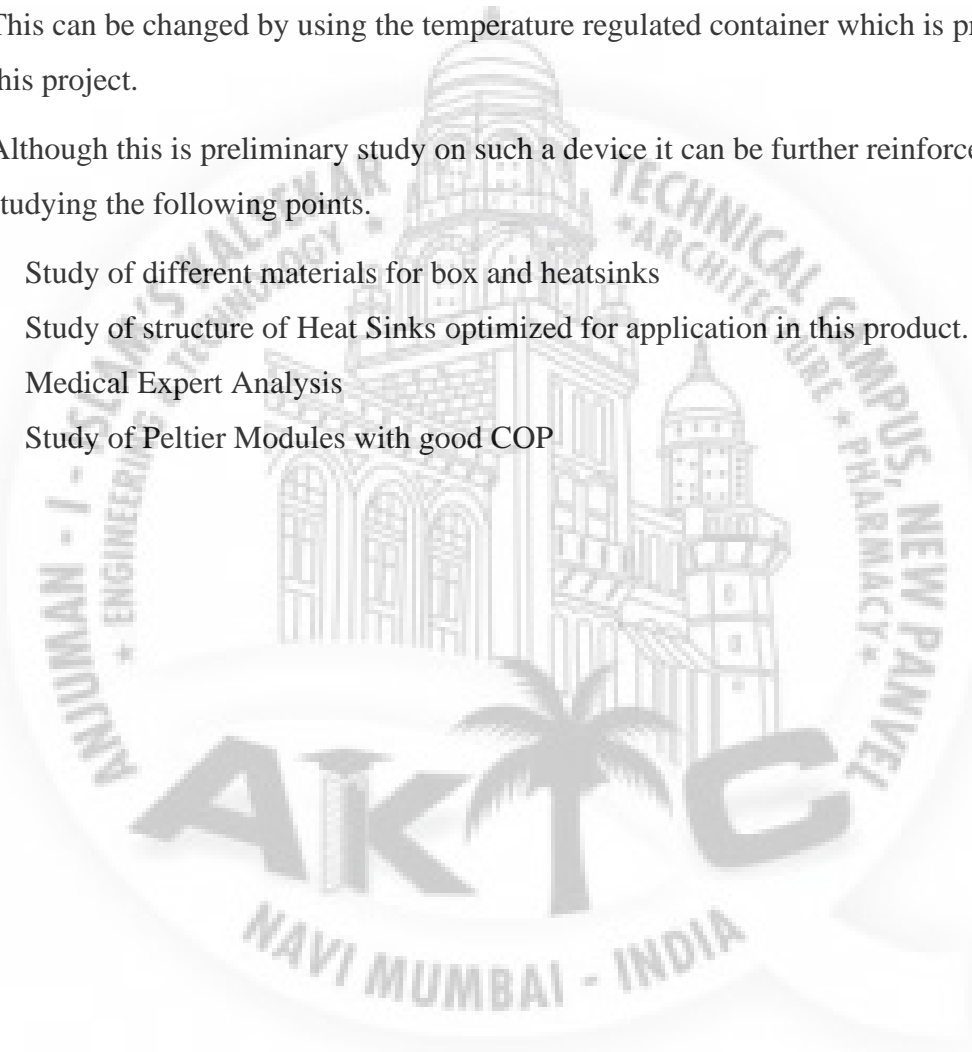 This can be changed by using the temperature regulated container which is
this project.
Although this is preliminary study on such a device it can be further
studying the following points.
Study of different materials for box and heatsinks
Study of structure of Heat Sinks optimized for application in this product.
Medical Expert Analysis
Study of Peltier Modules with good COP
ANJUMAN - I - ISLAM'S KALSEKAR TECHNICAL CAMPUS, NEW PANVEL
* ENGINEERING & TECHNOLOGY * *ARCHITECTURE * PHARMACY*
AKTC
NAVI MUMBAI - INDIA